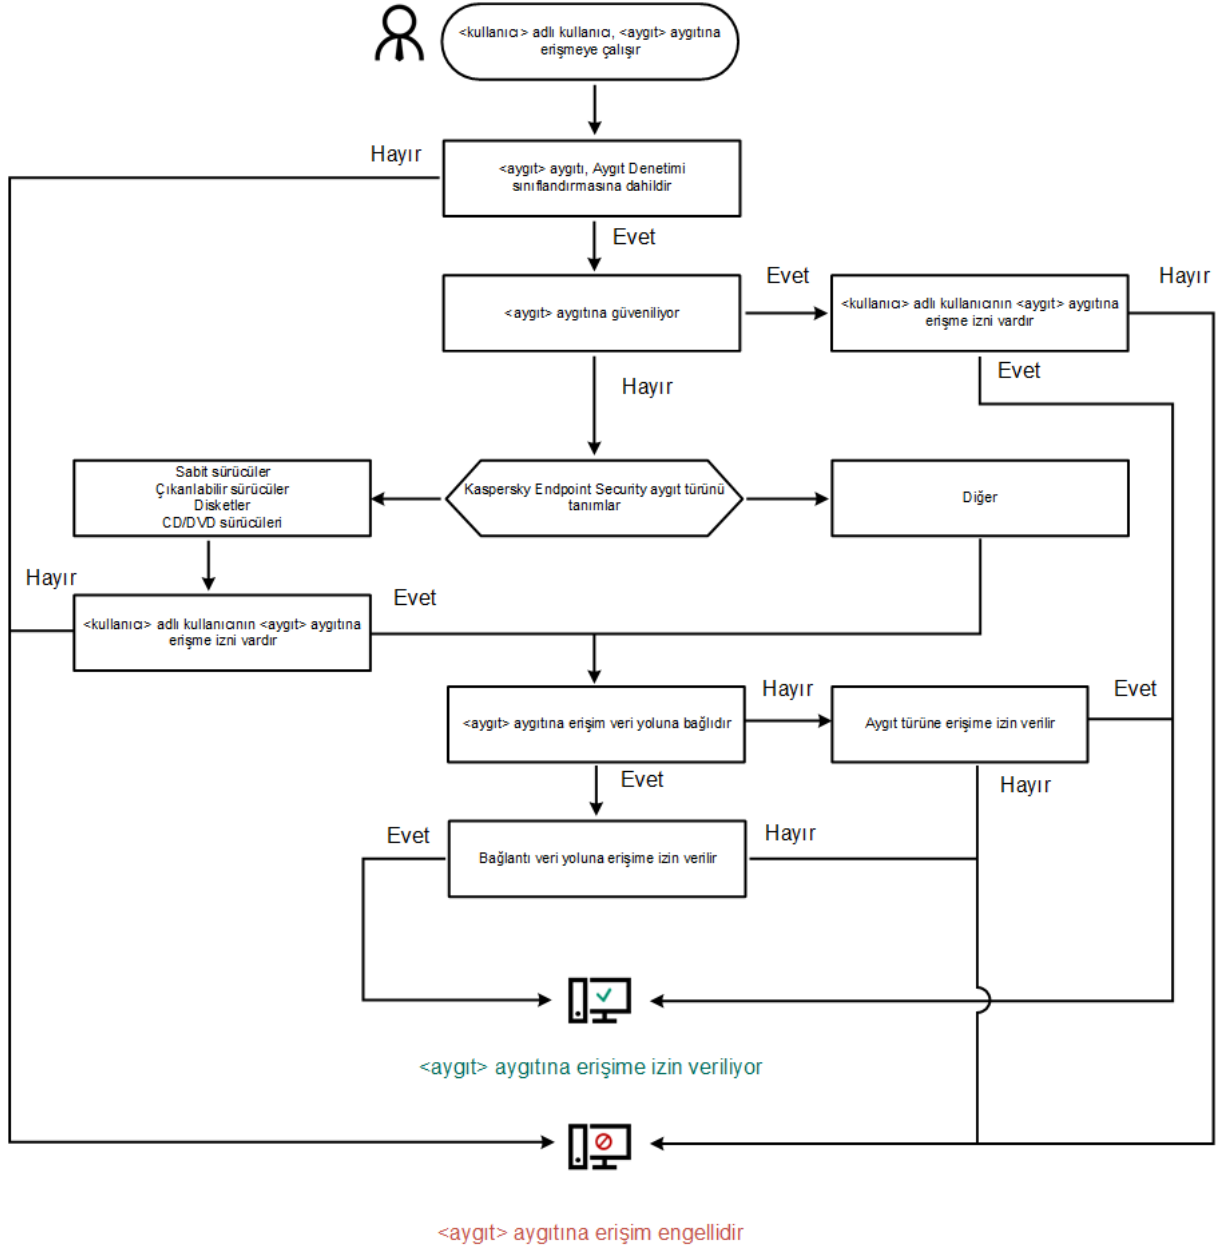 <kullanıcı> adlı kullanıcı, <aygıt> aygıtına
erişmeye çalışır
Hayır
<aygıt> aygıtı, Aygıt Denetimi
sınıflandırmasına dahildir
Evet
Evet
Hayır
<aygıt> aygıtına güveniliyor
<kullanıcı> adlı kullanıcının <aygıt> aygıtına
erişme izni vardır
Hayır
Evet
Sabit sürücüler
Çıkarılabilir sürücüler
Disketler
CD/DVD sürücüleri
Kaspersky Endpoint Security aygıt türünü
tanımlar
Diğer
Hayır
Evet
<kullanıcı> adlı kullanıcının <aygıt> aygıtına
erişme izni vardır
Hayır
Evet
<aygıt> aygıtına erişim veri yoluna bağlıdır
Aygıt türüne erişime izin verilir
Evet
Hayır
Evet
Hayır
Bağlantı veri yoluna erişime izin verilir
<aygıt> aygıtına erişime izin veriliyor
<aygıt> aygıtına erişim engellidir